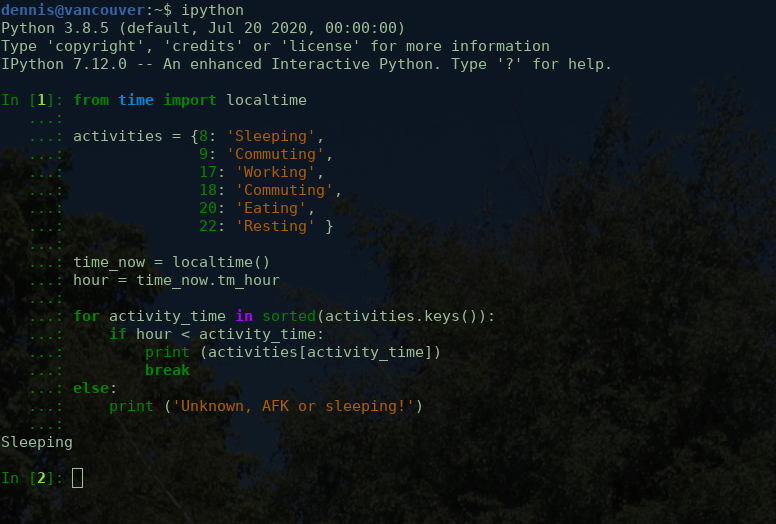 dennis@vancouver:~$ ipython
Python 3.8.5 (default, Jul 20 2020, 00:00:00)
Type 'copyright', 'credits' or 'license' for more information
IPython 7.12.0 -- An enhanced Interactive Python. Type '?' for help.

In [1]: from time import localtime
   ...:
   ...: activities = {8: 'Sleeping',
   ...:               9: 'Commuting',
   ...:               17: 'Working',
   ...:               18: 'Commuting',
   ...:               20: 'Eating',
   ...:               22: 'Resting' }
   ...:
   ...: time_now = localtime()
   ...: hour = time_now.tm_hour
   ...:
   ...: for activity_time in sorted(activities.keys()):
   ...:     if hour < activity_time:
   ...:         print (activities[activity_time])
   ...:         break
   ...: else:
   ...:     print ('Unknown, AFK or sleeping!')
   ...:
Sleeping

In [2]: